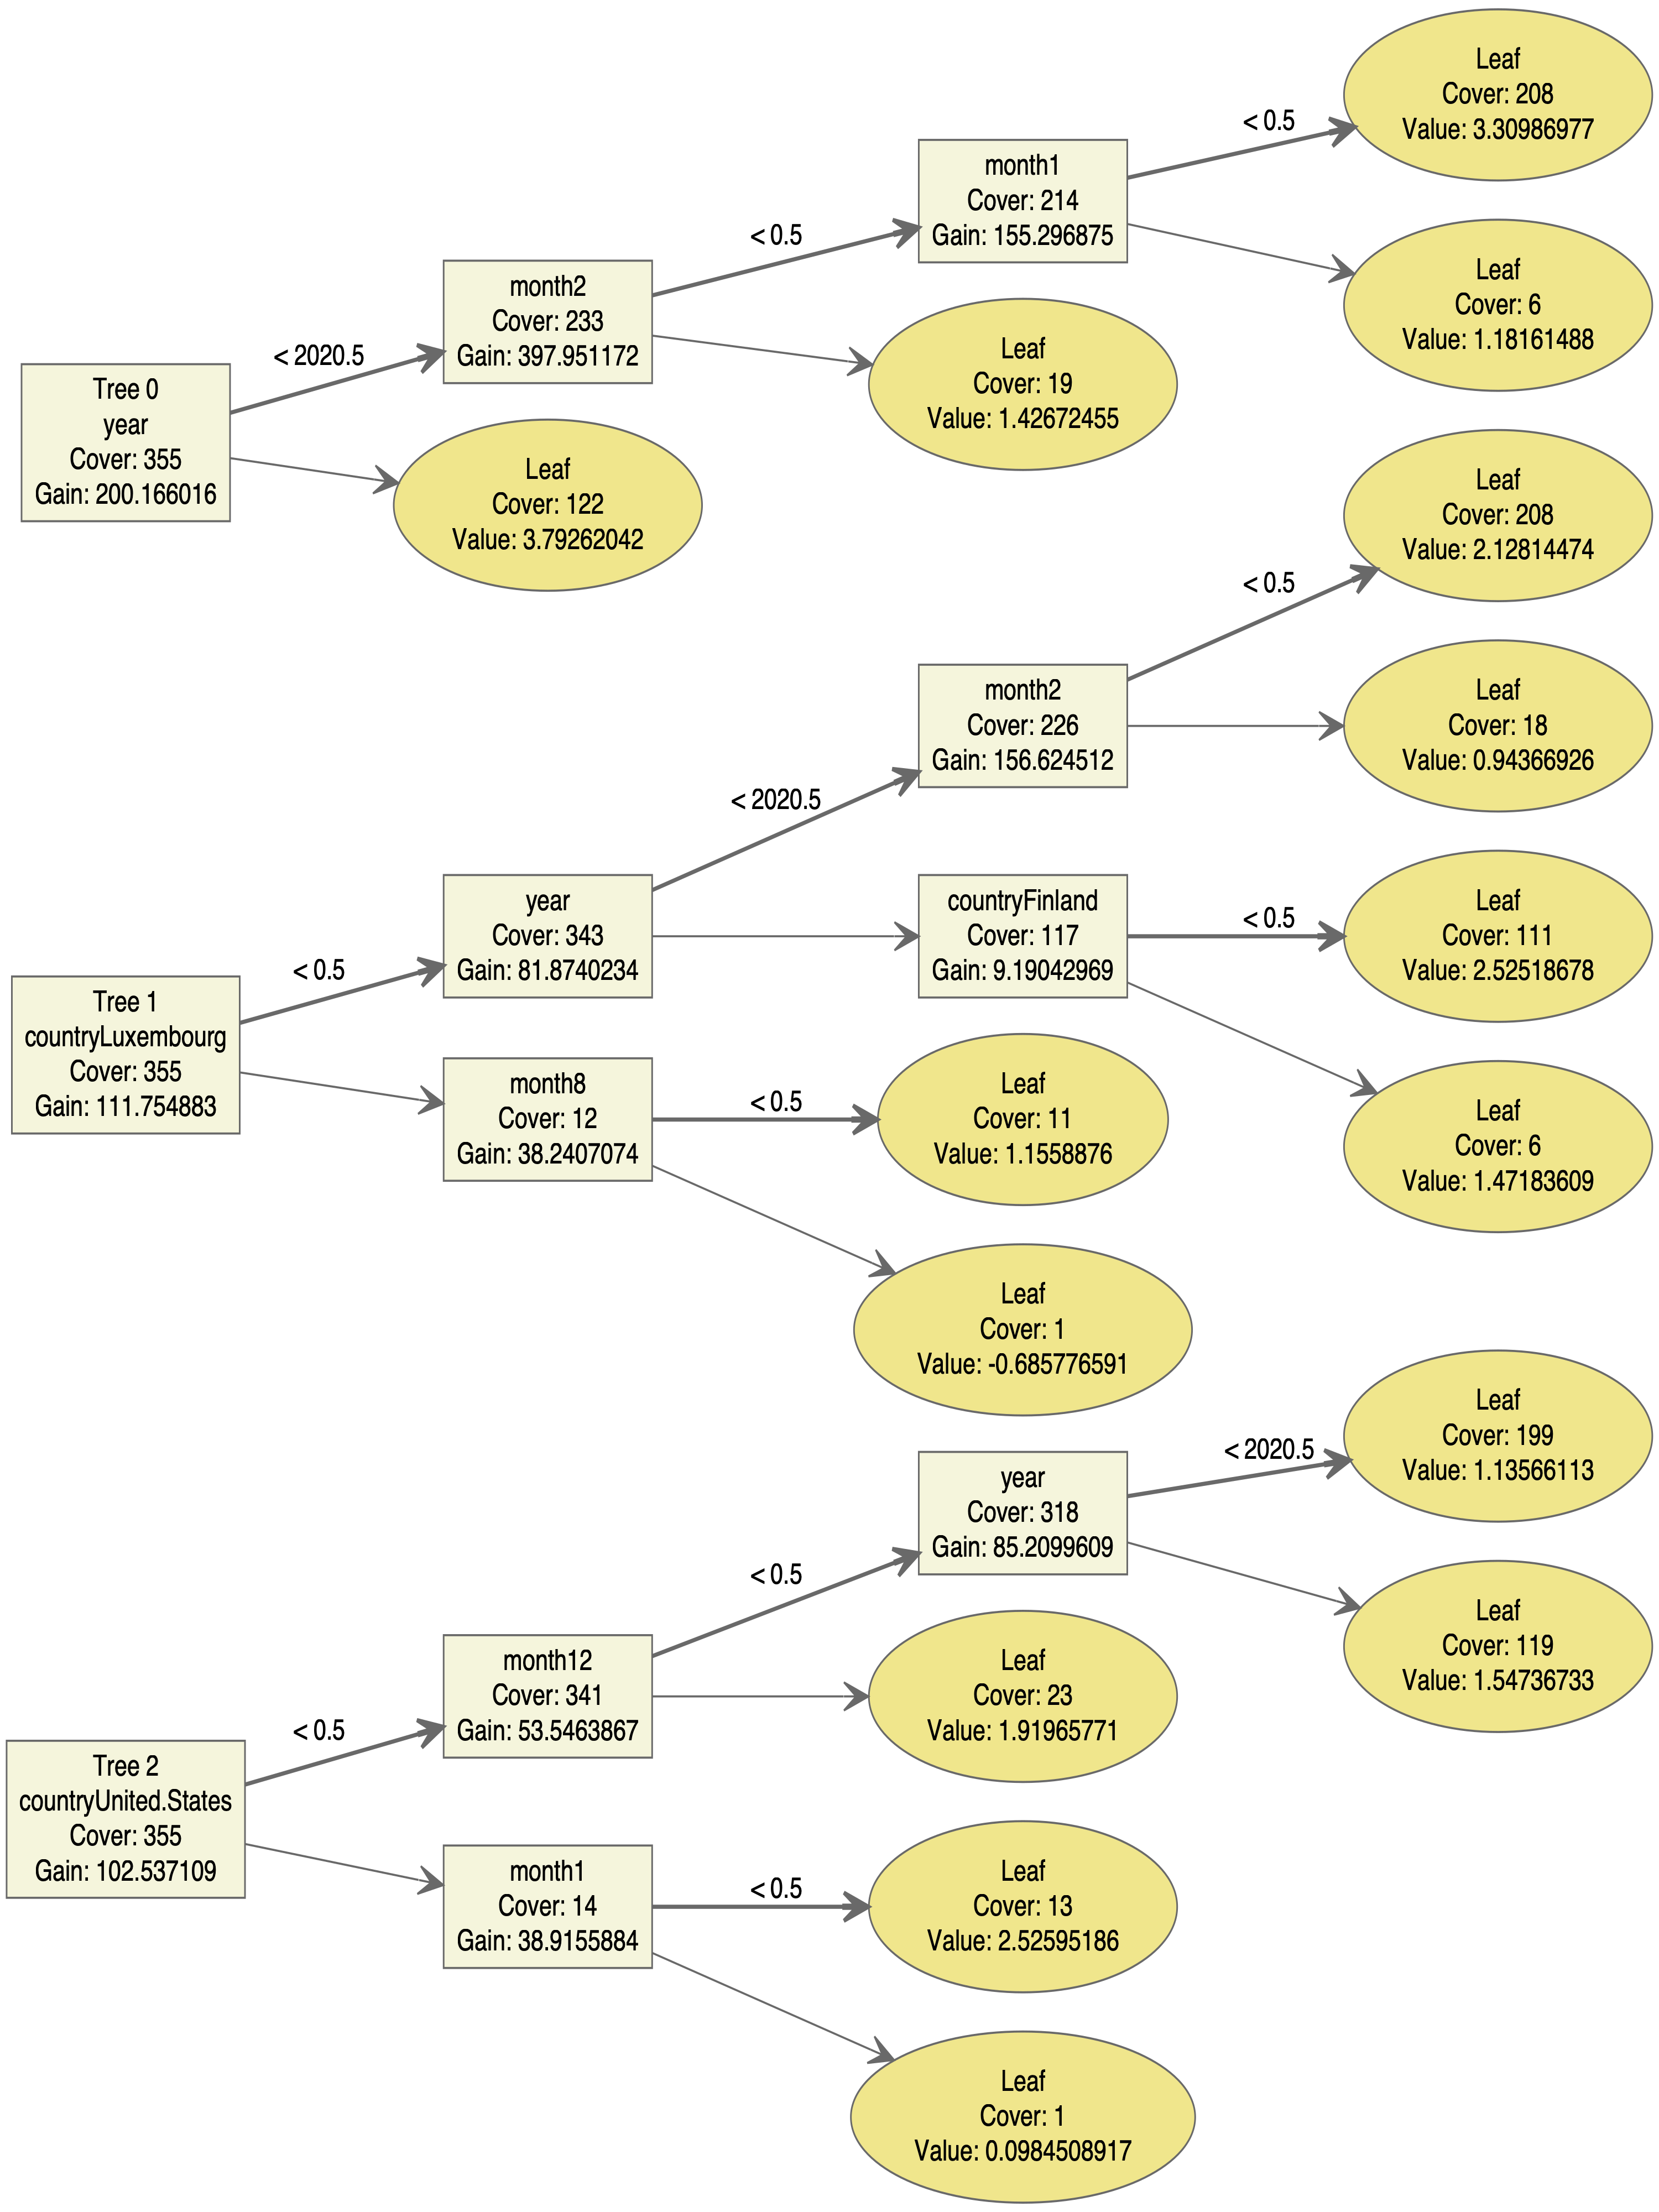 Tree 0
year
Cover: 355
Gain: 200.166016
< 2020.5
month2
Cover: 233
Gain: 397.951172
Leaf
Cover: 122
Value: 3.79262042
< 0.5
month1
Cover: 214
Gain: 155.296875
Leaf
Cover: 19
Value: 1.42672455
< 0.5
Leaf
Cover: 208
Value: 3.30986977
Leaf
Cover: 6
Value: 1.18161488
Tree 1
countryLuxembourg
Cover: 355
Gain: 111.754883
< 0.5
year
Cover: 343
Gain: 81.8740234
month8
Cover: 12
Gain: 38.2407074
< 2020.5
month2
Cover: 226
Gain: 156.624512
countryFinland
Cover: 117
Gain: 9.19042969
< 0.5
Leaf
Cover: 11
Value: 1.1558876
Leaf
Cover: 1
Value: -0.685776591
< 0.5
Leaf
Cover: 208
Value: 2.12814474
Leaf
Cover: 18
Value: 0.94366926
< 0.5
Leaf
Cover: 111
Value: 2.52518678
Leaf
Cover: 6
Value: 1.47183609
Tree 2
countryUnited.States
Cover: 355
Gain: 102.537109
< 0.5
month12
Cover: 341
Gain: 53.5463867
month1
Cover: 14
Gain: 38.9155884
< 0.5
year
Cover: 318
Gain: 85.2099609
Leaf
Cover: 23
Value: 1.91965771
< 0.5
Leaf
Cover: 13
Value: 2.52595186
Leaf
Cover: 1
Value: 0.0984508917
< 2020.5
Leaf
Cover: 199
Value: 1.13566113
Leaf
Cover: 119
Value: 1.54736733